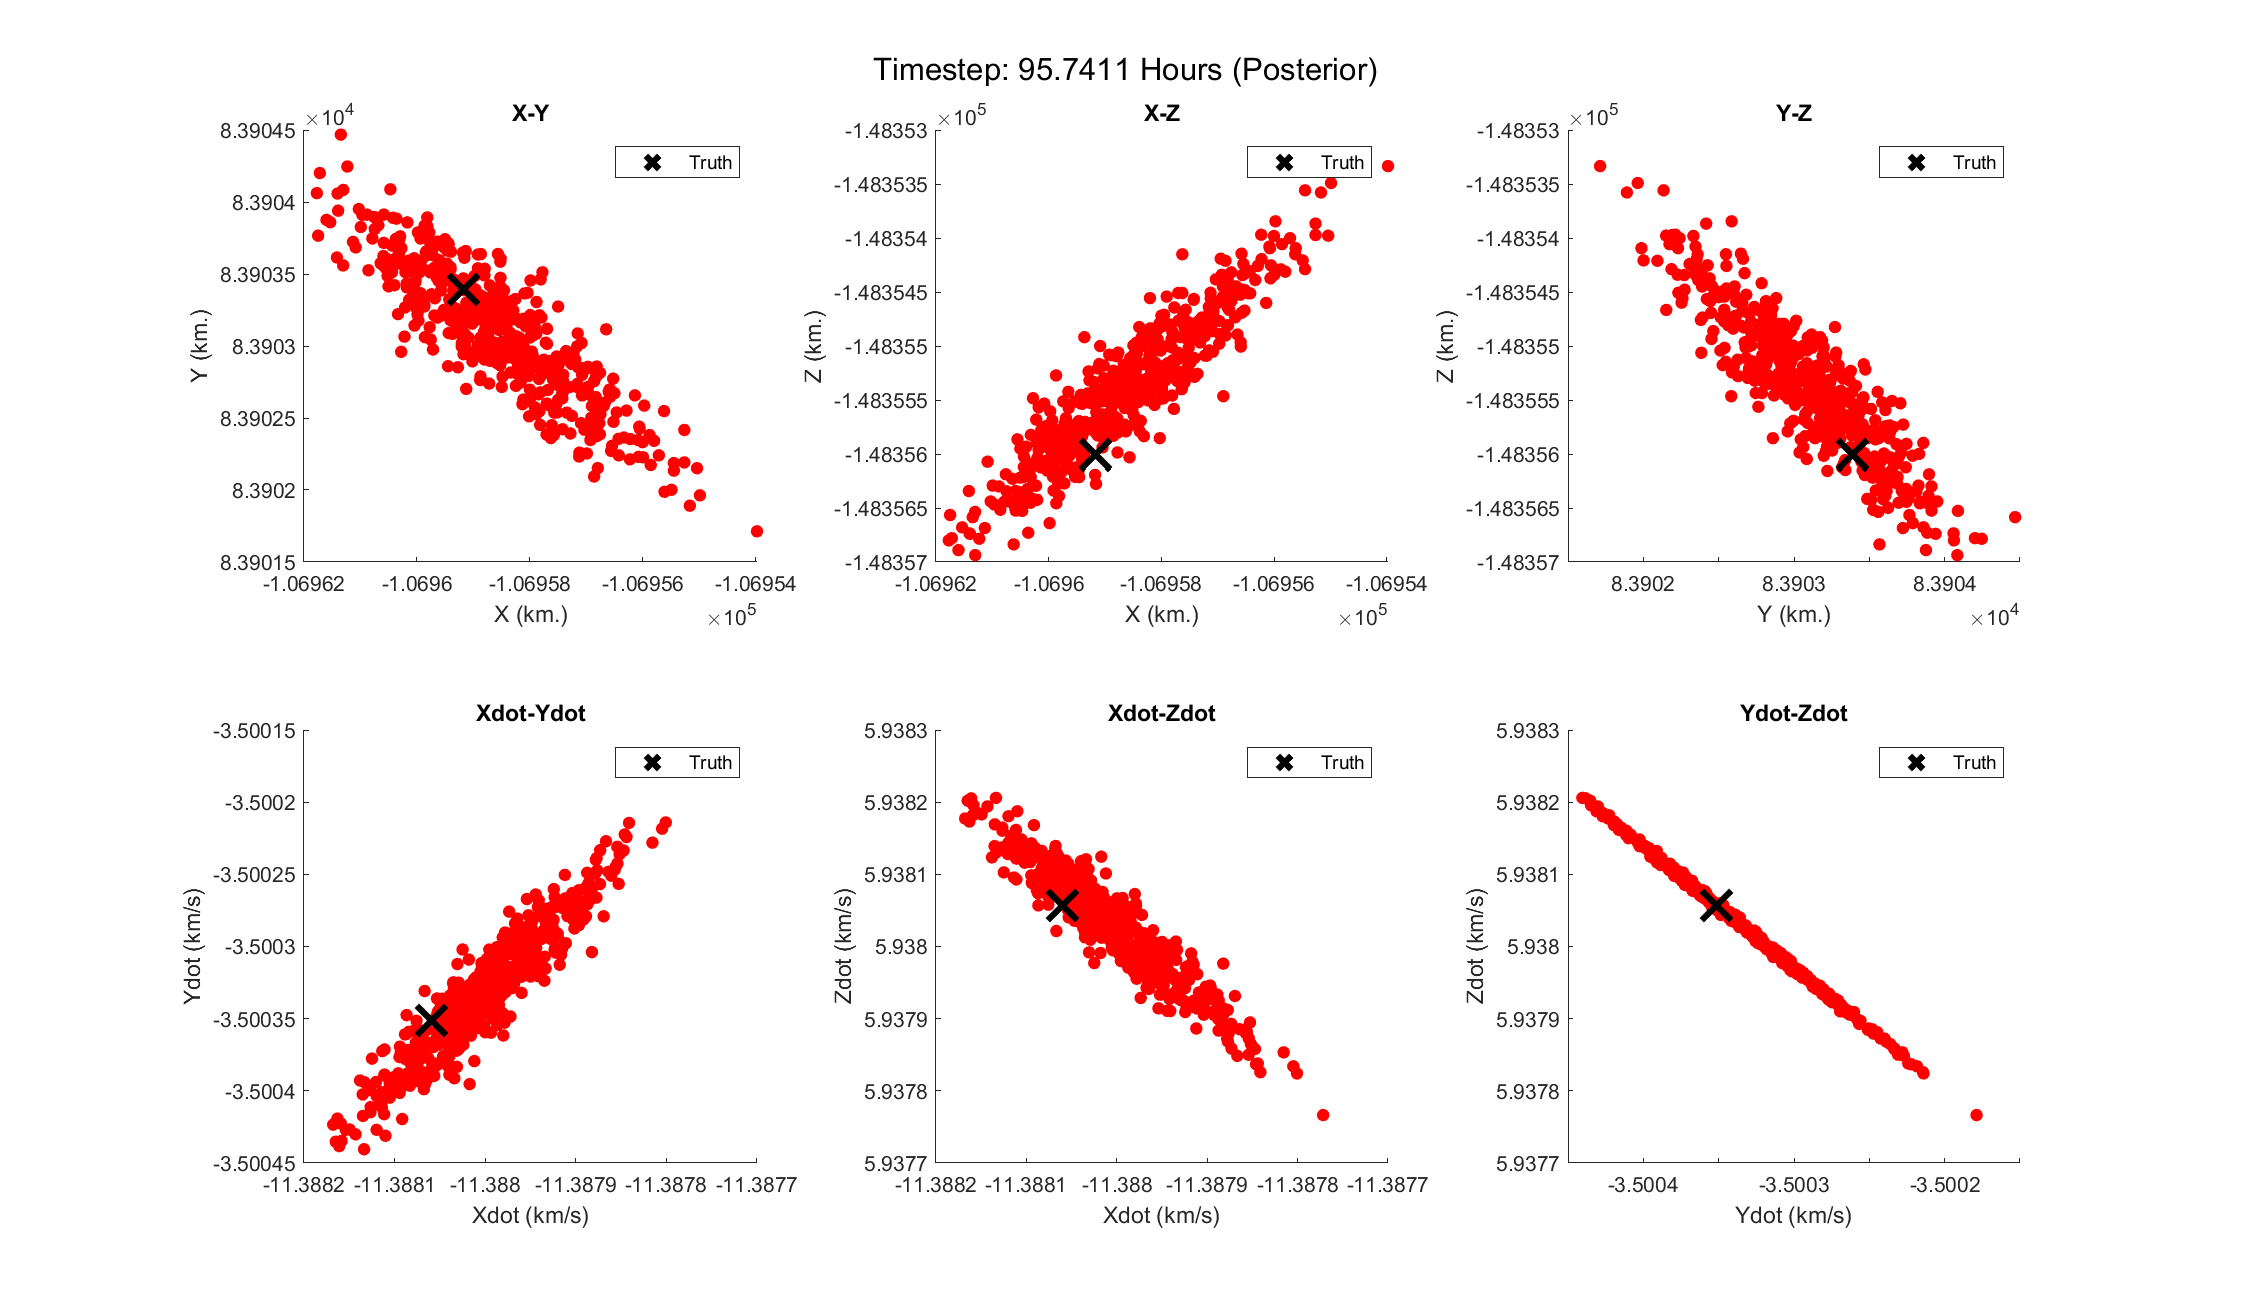 Timestep: 95.7411 Hours (Posterior)
X-Y
×10^4
8.39045
8.3904
8.39035
8.3903
8.39025
8.3902
8.39015
Y (km.)
Truth
-1.06962 -1.0696 -1.06958 -1.06956 -1.06954
X (km.)
×10^5
X-Z
×10^5
-1.48353
-1.483535
-1.48354
-1.483545
-1.48355
-1.483555
-1.48356
-1.483565
-1.48357
Z (km.)
Truth
-1.06962 -1.0696 -1.06958 -1.06956 -1.06954
X (km.)
×10^5
Y-Z
×10^5
-1.48353
-1.483535
-1.48354
-1.483545
-1.48355
-1.483555
-1.48356
-1.483565
-1.48357
Z (km.)
Truth
8.3902 8.3903 8.3904
Y (km.)
×10^4
Xdot-Ydot
-3.50015
-3.5002
-3.50025
-3.5003
-3.50035
-3.5004
-3.50045
Ydot (km/s)
Truth
-11.3882 -11.3881 -11.388 -11.3879 -11.3878 -11.3877
Xdot (km/s)
Xdot-Zdot
5.9383
5.9382
5.9381
5.938
5.9379
5.9378
5.9377
Zdot (km/s)
Truth
-11.3882 -11.3881 -11.388 -11.3879 -11.3878 -11.3877
Xdot (km/s)
Ydot-Zdot
5.9383
5.9382
5.9381
5.938
5.9379
5.9378
5.9377
Zdot (km/s)
Truth
-3.5004 -3.5003 -3.5002
Ydot (km/s)